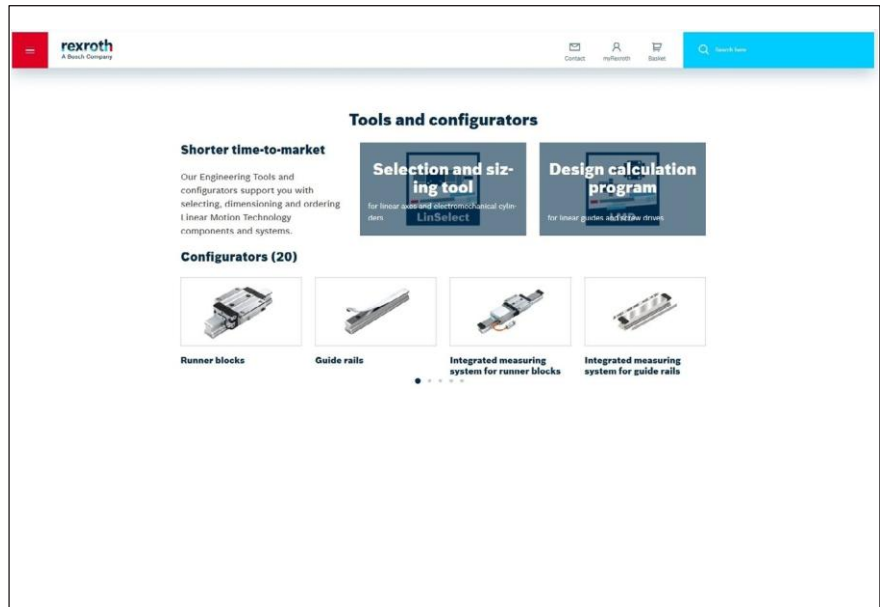 rexroth
A Bosch Company
Contact
myRexroth
Basket
Search here
Tools and configurators
Shorter time-to-market
Our Engineering Tools and
configurators support you with
selecting, dimensioning and ordering
Linear Motion Technology
components and systems.
Selection and siz-
ing tool
for linear axes and electromechanical cylin-
ders
LinSelect
Design calculation
program
for linear guides and screw drives
LMD
Configurators (20)
Runner blocks
Guide rails
Integrated measuring
system for runner blocks
Integrated measuring
system for guide rails